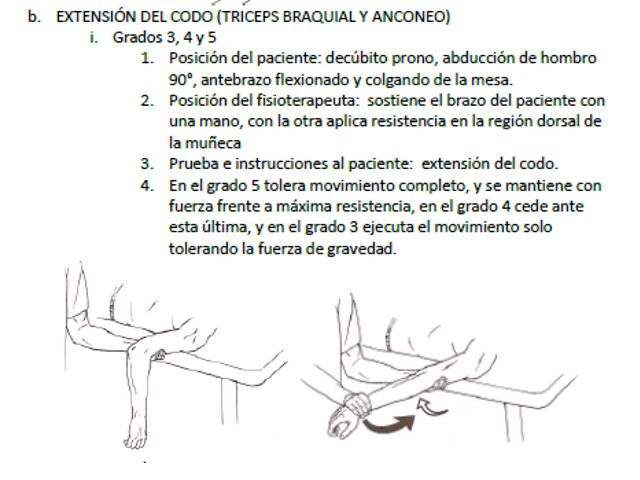 b. EXTENSIÓN DEL CODO (TRICEPS BRAQUIAL Y ANCONEO)
i. Grados 3, 4 y 5
1. Posición del paciente: decúbito prono, abducción de hombro
90°, antebrazo flexionado y colgando de la mesa.
2. Posición del fisioterapeuta: sostiene el brazo del paciente con
una mano, con la otra aplica resistencia en la región dorsal de
la muñeca
3. Prueba e instrucciones al paciente: extensión del codo.
4. En el grado 5 tolera movimiento completo, y se mantiene con
fuerza frente a máxima resistencia, en el grado 4 cede ante
esta última, y en el grado 3 ejecuta el movimiento solo
tolerando la fuerza de gravedad.